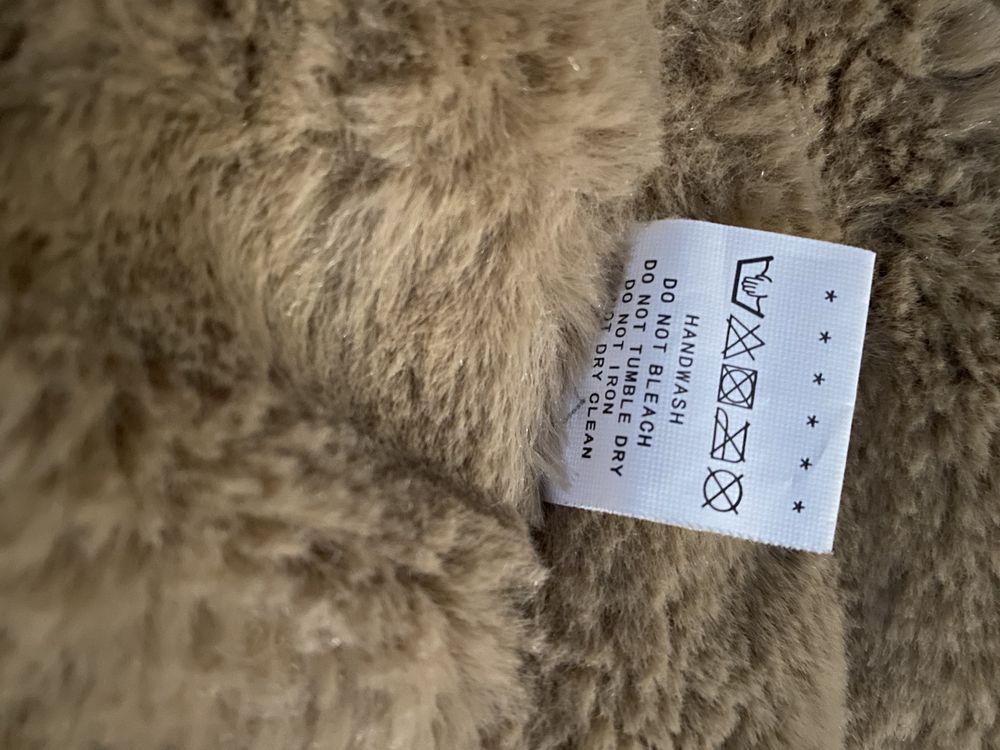 * * * * * *
HANDWASH
DO NOT BLEACH
DO NOT TUMBLE DRY
DO NOT IRON
DRY CLEAN